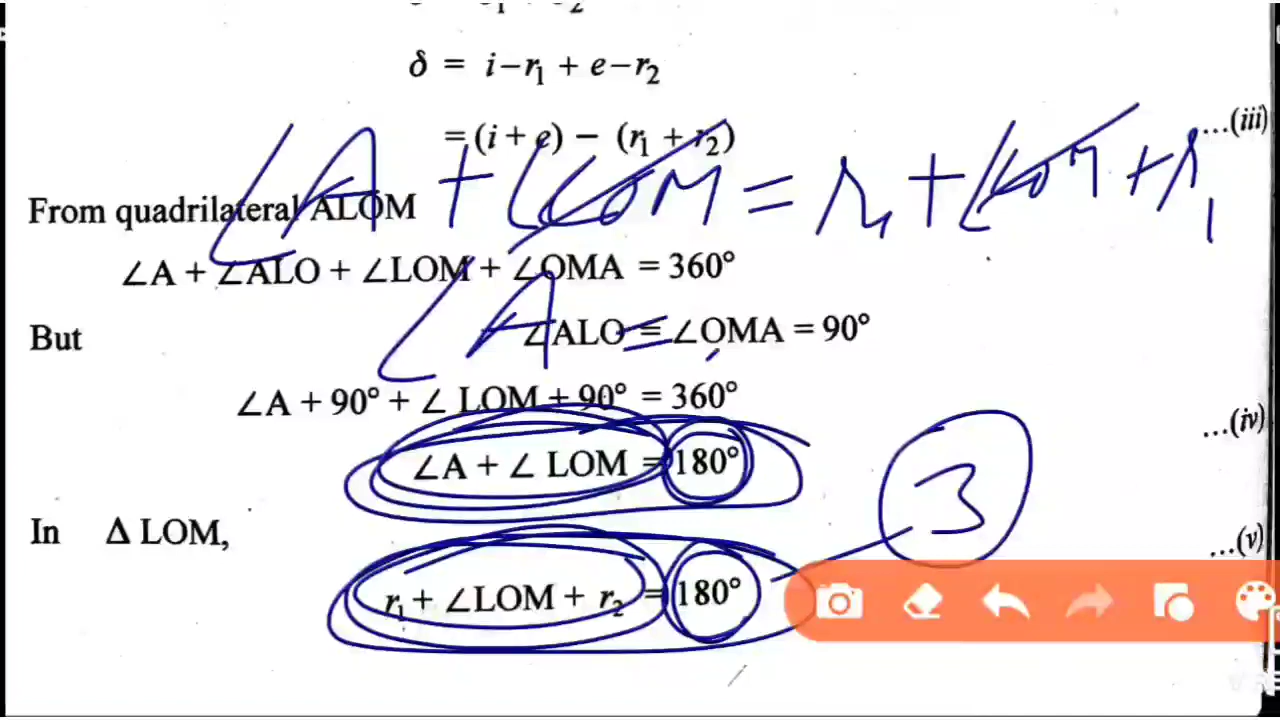 δ = i−r₁ + e−r₂
= (i + e) − (r₁ + r₂) ...(iii)
∠A + ∠LOM = r₁ + ∠LOM + r₁
From quadrilateral ALOM
∠A + ∠ALO + ∠LOM + ∠OMA = 360°
∠A =
But ∠ALO = ∠OMA = 90°
∠A + 90° + ∠ LOM + 90° = 360°
∠A + ∠ LOM = 180° ...(iv)
3
In Δ LOM,
r₁ + ∠LOM + r₂ = 180° ...(v)